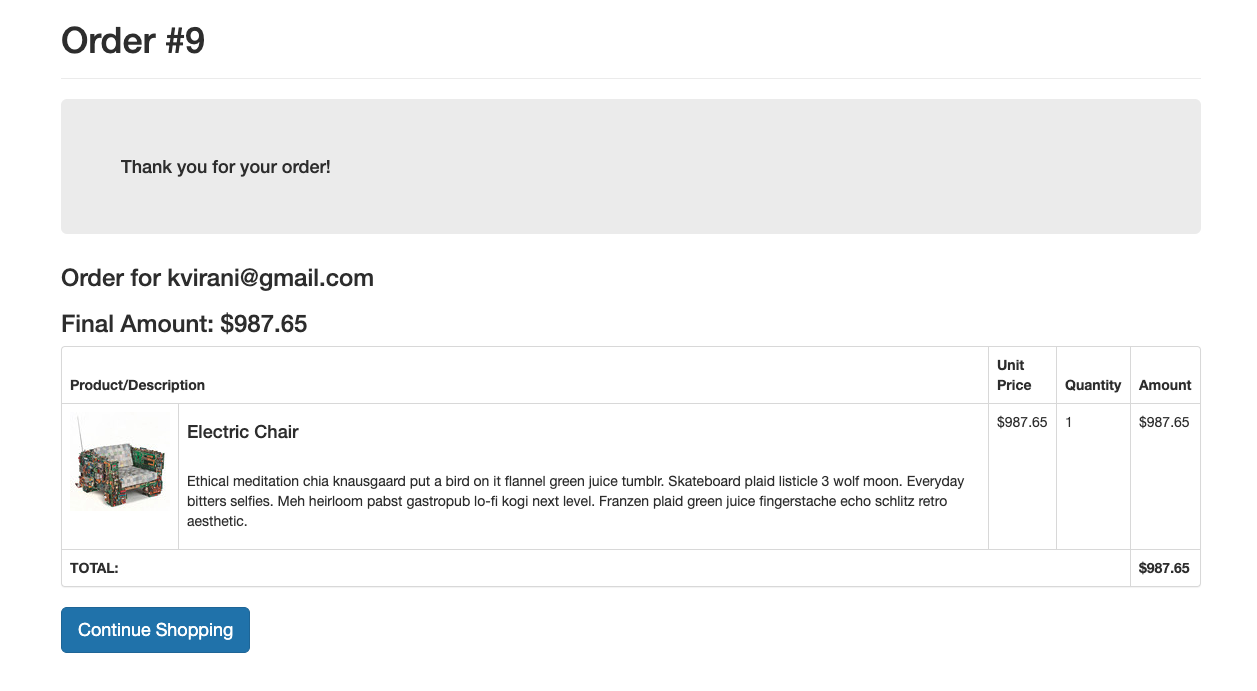 Order #9
Thank you for your order!
Order for kvirani@gmail.com
Final Amount: $987.65
Product/Description
Unit
Price
Quantity
Amount
Electric Chair
$987.65
1
$987.65
Ethical meditation chia knausgaard put a bird on it flannel green juice tumblr. Skateboard plaid listicle 3 wolf moon. Everyday
bitters selfies. Meh heirloom pabst gastropub lo-fi kogi next level. Franzen plaid green juice fingerstache echo schlitz retro
aesthetic.
TOTAL:
$987.65
Continue Shopping